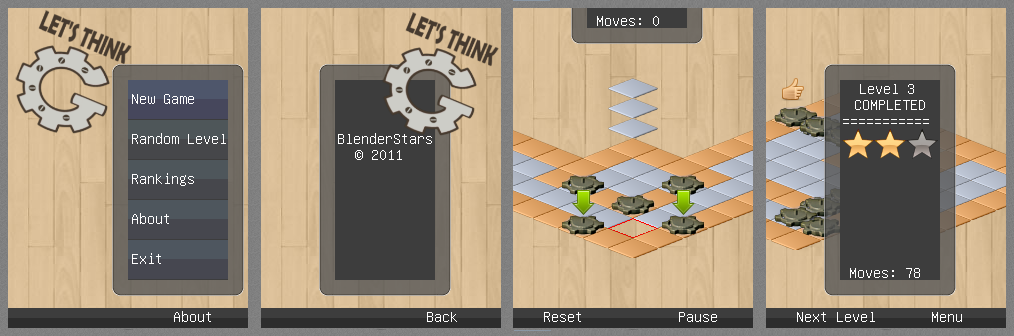 LET'S THINK
New Game
Random Level
Rankings
About
Exit
About
LET'S THINK
BlenderStars
© 2011
Back
Moves: 0
Reset
Pause
Level 3
COMPLETED
===========
Moves: 78
Next Level
Menu